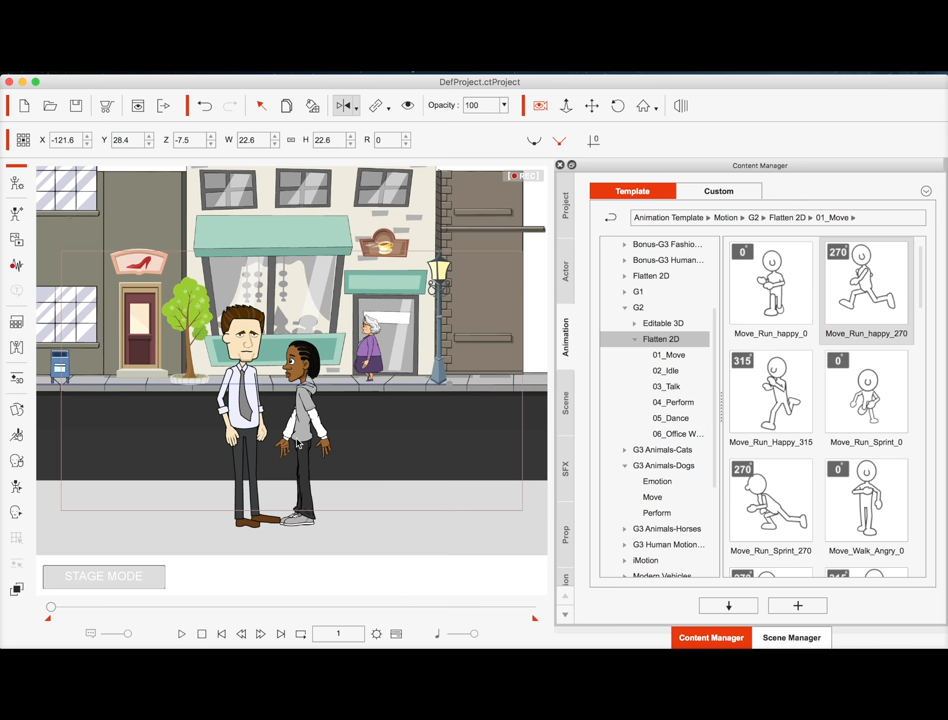 DefProject.ctProject
Opacity : 100
X -121.6 Y 28.4 Z -7.5 W 22.6 H 22.6 R 0
[ REC ]
STAGE MODE
1
Content Manager
Template Custom
Animation Template Motion G2 Flatten 2D 01_Move
Project
Actor
Animation
Scene
SFX
Prop
Bonus-G3 Fashio...
Bonus-G3 Human...
Flatten 2D
G1
G2
Editable 3D
Flatten 2D
01_Move
02_Idle
03_Talk
04_Perform
05_Dance
06_Office W...
G3 Animals-Cats
G3 Animals-Dogs
Emotion
Move
Perform
G3 Animals-Horses
G3 Human Motion...
iMotion
Modern Vehicles
0° 270°
Move_Run_happy_0 Move_Run_happy_270
315° 0°
Move_Run_Happy_315 Move_Run_Sprint_0
270° 0°
Move_Run_Sprint_270 Move_Walk_Angry_0
Content Manager Scene Manager